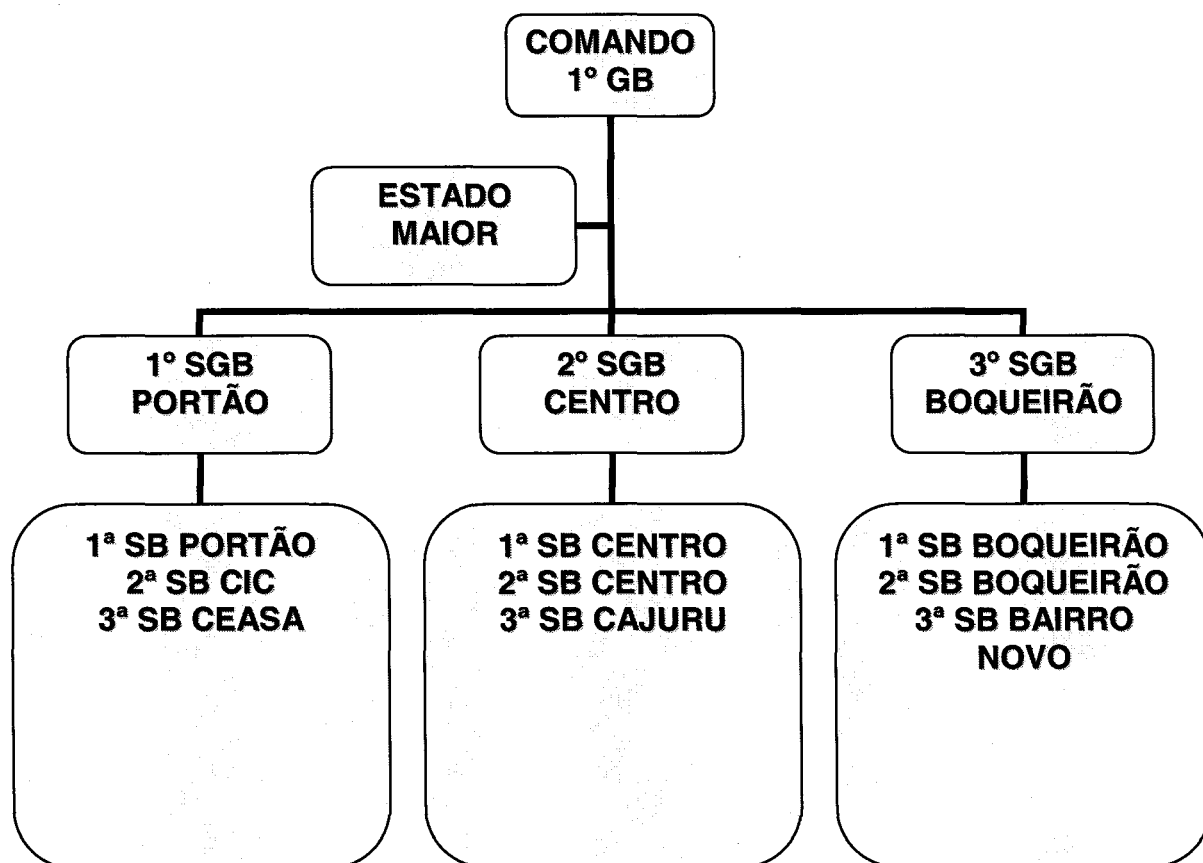 COMANDO
1º GB
ESTADO
MAIOR
1º SGB
PORTÃO
2º SGB
CENTRO
3º SGB
BOQUEIRÃO
1ª SB PORTÃO
2ª SB CIC
3ª SB CEASA
1ª SB CENTRO
2ª SB CENTRO
3ª SB CAJURU
1ª SB BOQUEIRÃO
2ª SB BOQUEIRÃO
3ª SB BAIRRO
NOVO